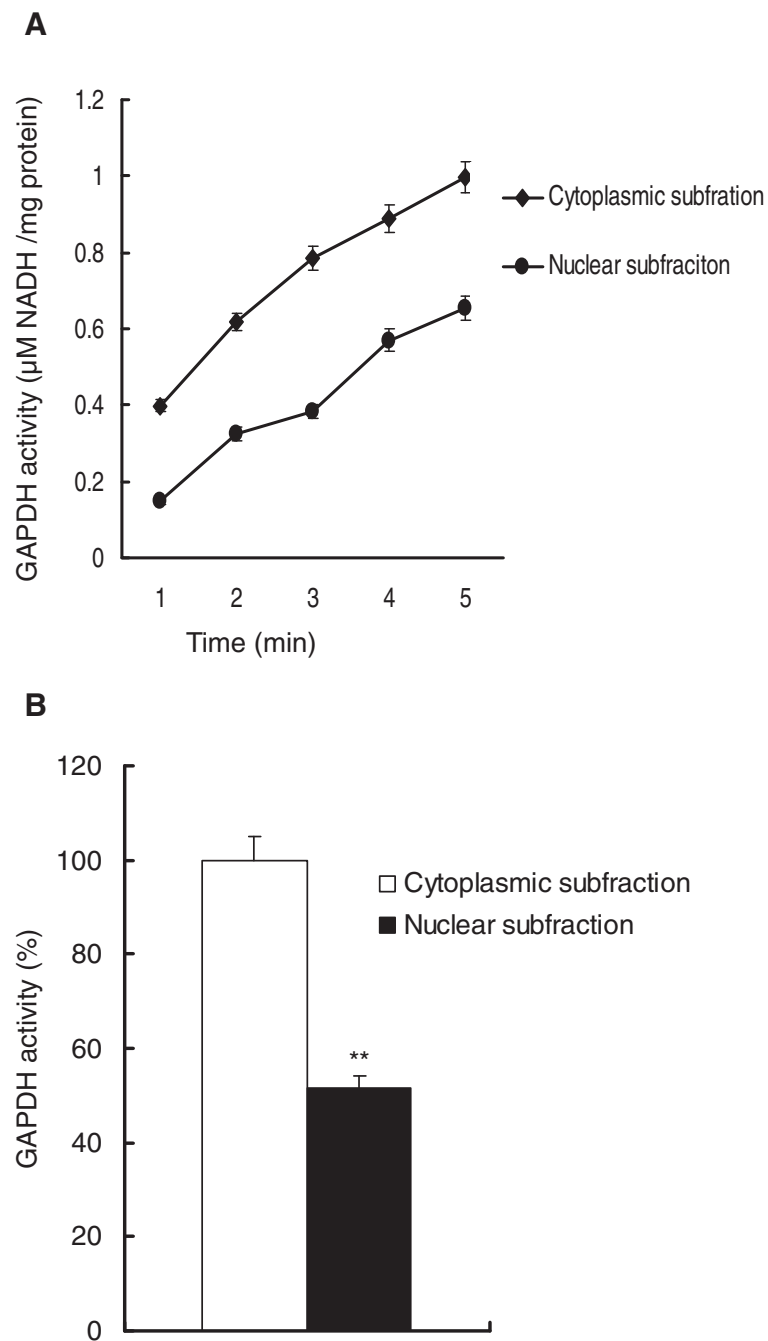 A
GAPDH activity (µM NADH /mg protein)
1.2
1
0.8
0.6
0.4
0.2
0
1 2 3 4 5
Time (min)
Cytoplasmic subfration
Nuclear subfraciton
B
GAPDH activity (%)
120
100
80
60
40
20
0
**
Cytoplasmic subfraction
Nuclear subfraction